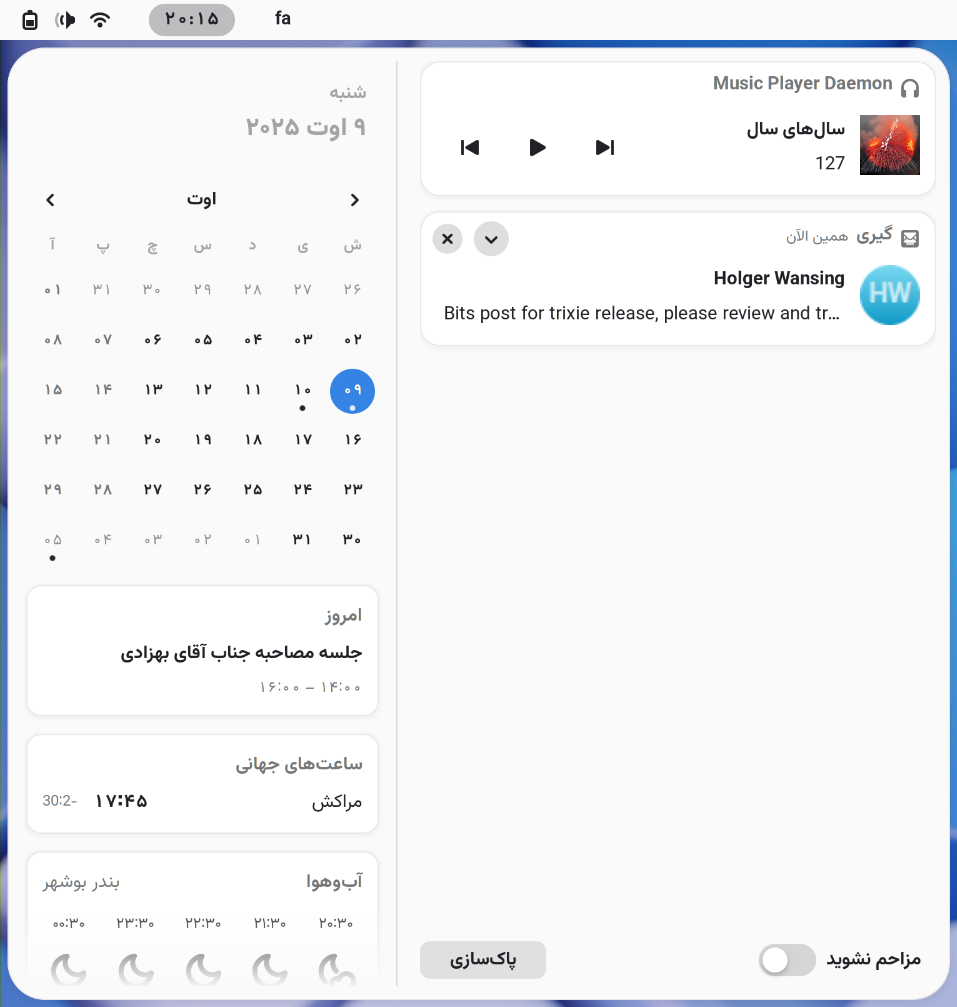 fa
۲۰:۱۵
Music Player Daemon
سال‌های سال
127
گیری همین الآن
Holger Wansing
Bits post for trixie release, please review and tr…
مزاحم نشوید
پاک‌سازی
شنبه
۹ اوت ۲۰۲۵
اوت
ش ی د س چ پ آ
۲۶ ۲۷ ۲۸ ۲۹ ۳۰ ۳۱ ۰۱
۰۲ ۰۳ ۰۴ ۰۵ ۰۶ ۰۷ ۰۸
۰۹ ۱۰ ۱۱ ۱۲ ۱۳ ۱۴ ۱۵
۱۶ ۱۷ ۱۸ ۱۹ ۲۰ ۲۱ ۲۲
۲۳ ۲۴ ۲۵ ۲۶ ۲۷ ۲۸ ۲۹
۳۰ ۳۱ ۰۱ ۰۲ ۰۳ ۰۴ ۰۵
امروز
جلسه مصاحبه جناب آقای بهزادی
۱۴:۰۰ – ۱۶:۰۰
ساعت‌های جهانی
مراکش ۱۷:۴۵ 30:2-
آب‌وهوا بندر بوشهر
۲۰:۳۰ ۲۱:۳۰ ۲۲:۳۰ ۲۳:۳۰ ۰۰:۳۰